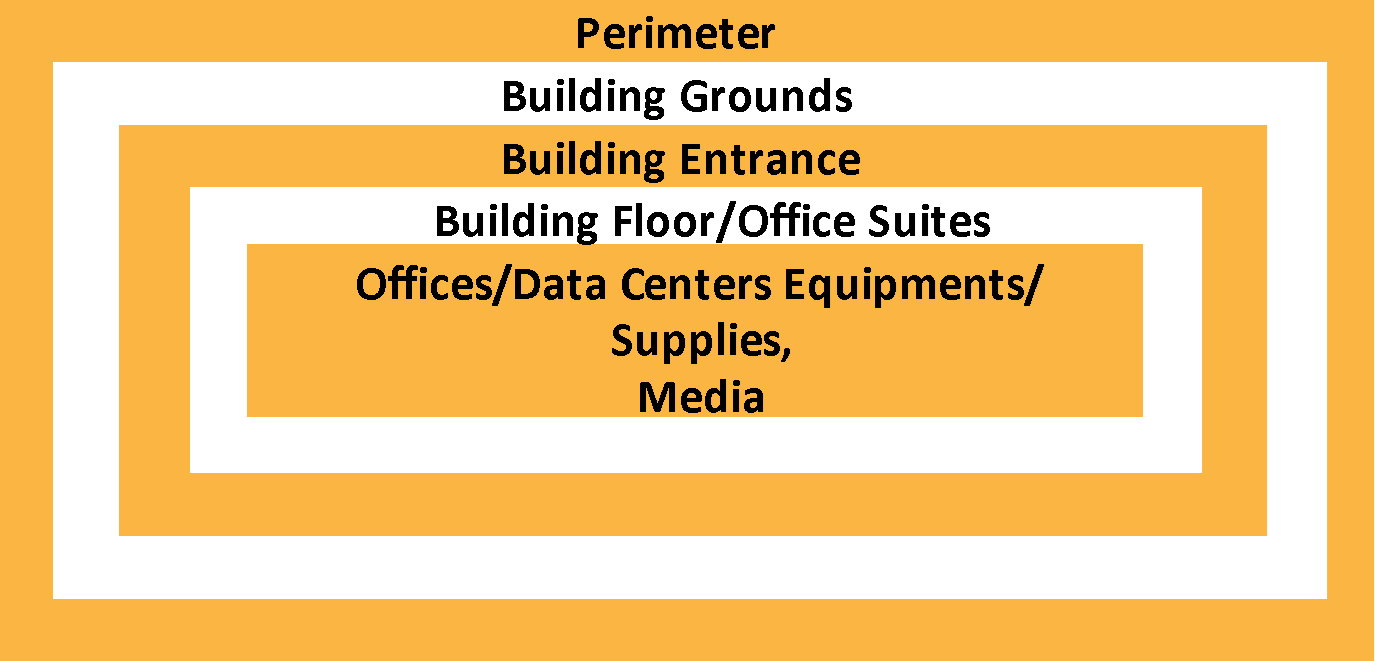 Perimeter
Building Grounds
Building Entrance
Building Floor/Office Suites
Offices/Data Centers Equipments/
Supplies,
Media